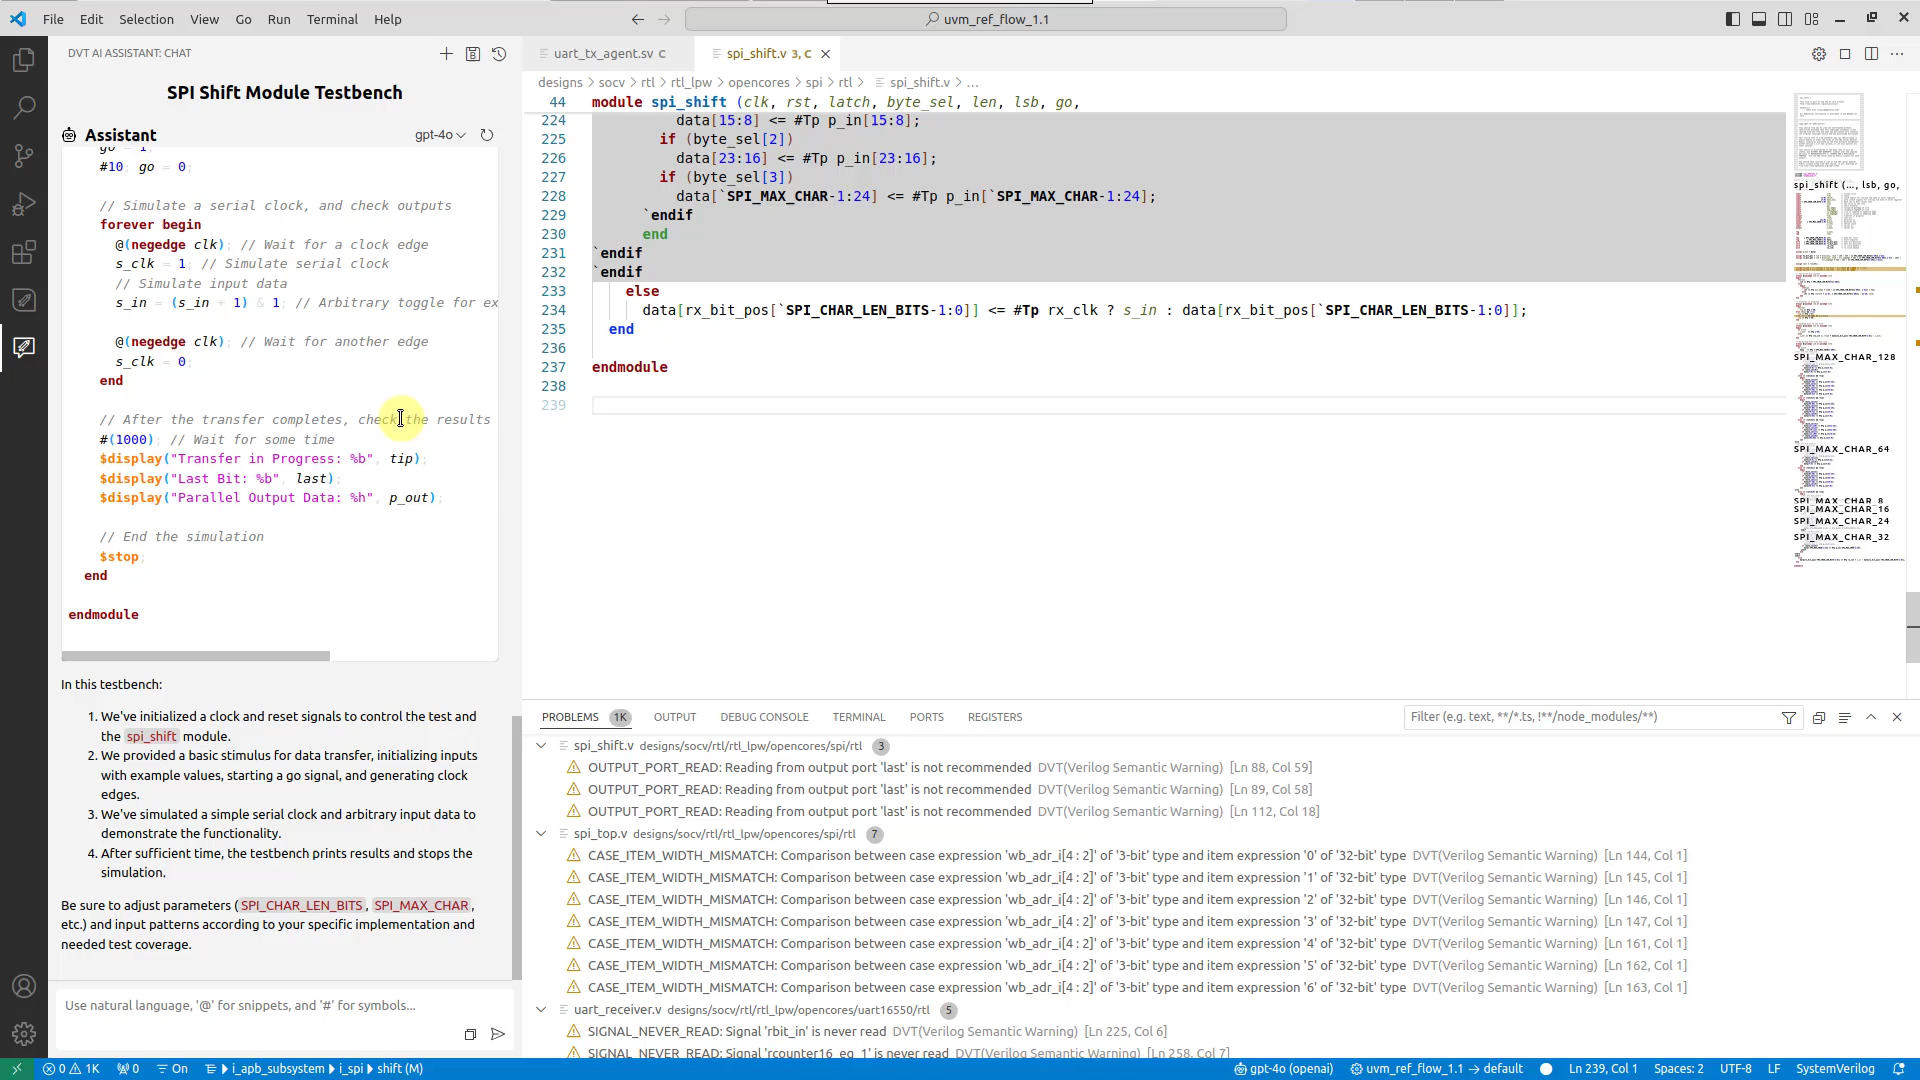 File Edit Selection View Go Run Terminal Help
uvm_ref_flow_1.1
DVT AI ASSISTANT: CHAT
SPI Shift Module Testbench
Assistant
gpt-4o
go = 1;
#10; go = 0;
// Simulate a serial clock, and check outputs
forever begin
@(negedge clk); // Wait for a clock edge
s_clk = 1; // Simulate serial clock
// Simulate input data
s_in = (s_in + 1) & 1; // Arbitrary toggle for ex
@(negedge clk); // Wait for another edge
s_clk = 0;
end
// After the transfer completes, check the results
#(1000); // Wait for some time
$display("Transfer in Progress: %b", tip);
$display("Last Bit: %b", last);
$display("Parallel Output Data: %h", p_out);
// End the simulation
$stop;
end
endmodule
In this testbench:
1. We've initialized a clock and reset signals to control the test and
the spi_shift module.
2. We provided a basic stimulus for data transfer, initializing inputs
with example values, starting a go signal, and generating clock
edges.
3. We've simulated a simple serial clock and arbitrary input data to
demonstrate the functionality.
4. After sufficient time, the testbench prints results and stops the
simulation.
Be sure to adjust parameters (SPI_CHAR_LEN_BITS, SPI_MAX_CHAR,
etc.) and input patterns according to your specific implementation and
needed test coverage.
Use natural language, '@' for snippets, and '#' for symbols...
uart_tx_agent.sv C
spi_shift.v 3, C
designs > socv > rtl > rtl_lpw > opencores > spi > rtl > spi_shift.v > ...
44 module spi_shift (clk, rst, latch, byte_sel, len, lsb, go,
224 data[15:8] <= #Tp p_in[15:8];
225 if (byte_sel[2])
226 data[23:16] <= #Tp p_in[23:16];
227 if (byte_sel[3])
228 data[`SPI_MAX_CHAR-1:24] <= #Tp p_in[`SPI_MAX_CHAR-1:24];
229 `endif
230 end
231 `endif
232 `endif
233 else
234 data[rx_bit_pos[`SPI_CHAR_LEN_BITS-1:0]] <= #Tp rx_clk ? s_in : data[rx_bit_pos[`SPI_CHAR_LEN_BITS-1:0]];
235 end
236
237 endmodule
238
239
spi_shift (..., lsb, go,
SPI_MAX_CHAR_128
SPI_MAX_CHAR_64
SPI_MAX_CHAR_8
SPI_MAX_CHAR_16
SPI_MAX_CHAR_24
SPI_MAX_CHAR_32
PROBLEMS 1K OUTPUT DEBUG CONSOLE TERMINAL PORTS REGISTERS
Filter (e.g. text, **/*.ts, !**/node_modules/**)
spi_shift.v designs/socv/rtl/rtl_lpw/opencores/spi/rtl 3
OUTPUT_PORT_READ: Reading from output port 'last' is not recommended DVT(Verilog Semantic Warning) [Ln 88, Col 59]
OUTPUT_PORT_READ: Reading from output port 'last' is not recommended DVT(Verilog Semantic Warning) [Ln 89, Col 58]
OUTPUT_PORT_READ: Reading from output port 'last' is not recommended DVT(Verilog Semantic Warning) [Ln 112, Col 18]
spi_top.v designs/socv/rtl/rtl_lpw/opencores/spi/rtl 7
CASE_ITEM_WIDTH_MISMATCH: Comparison between case expression 'wb_adr_i[4 : 2]' of '3-bit' type and item expression '0' of '32-bit' type DVT(Verilog Semantic Warning) [Ln 144, Col 1]
CASE_ITEM_WIDTH_MISMATCH: Comparison between case expression 'wb_adr_i[4 : 2]' of '3-bit' type and item expression '1' of '32-bit' type DVT(Verilog Semantic Warning) [Ln 145, Col 1]
CASE_ITEM_WIDTH_MISMATCH: Comparison between case expression 'wb_adr_i[4 : 2]' of '3-bit' type and item expression '2' of '32-bit' type DVT(Verilog Semantic Warning) [Ln 146, Col 1]
CASE_ITEM_WIDTH_MISMATCH: Comparison between case expression 'wb_adr_i[4 : 2]' of '3-bit' type and item expression '3' of '32-bit' type DVT(Verilog Semantic Warning) [Ln 147, Col 1]
CASE_ITEM_WIDTH_MISMATCH: Comparison between case expression 'wb_adr_i[4 : 2]' of '3-bit' type and item expression '4' of '32-bit' type DVT(Verilog Semantic Warning) [Ln 161, Col 1]
CASE_ITEM_WIDTH_MISMATCH: Comparison between case expression 'wb_adr_i[4 : 2]' of '3-bit' type and item expression '5' of '32-bit' type DVT(Verilog Semantic Warning) [Ln 162, Col 1]
CASE_ITEM_WIDTH_MISMATCH: Comparison between case expression 'wb_adr_i[4 : 2]' of '3-bit' type and item expression '6' of '32-bit' type DVT(Verilog Semantic Warning) [Ln 163, Col 1]
uart_receiver.v designs/socv/rtl/rtl_lpw/opencores/uart16550/rtl 5
SIGNAL_NEVER_READ: Signal 'rbit_in' is never read DVT(Verilog Semantic Warning) [Ln 225, Col 6]
SIGNAL_NEVER_READ: Signal 'rcounter16_eq_1' is never read DVT(Verilog Semantic Warning) [Ln 258, Col 7]
0 1K 0 On i_apb_subsystem i_spi shift (M)
gpt-4o (openai) uvm_ref_flow_1.1 → default Ln 239, Col 1 Spaces: 2 UTF-8 LF SystemVerilog